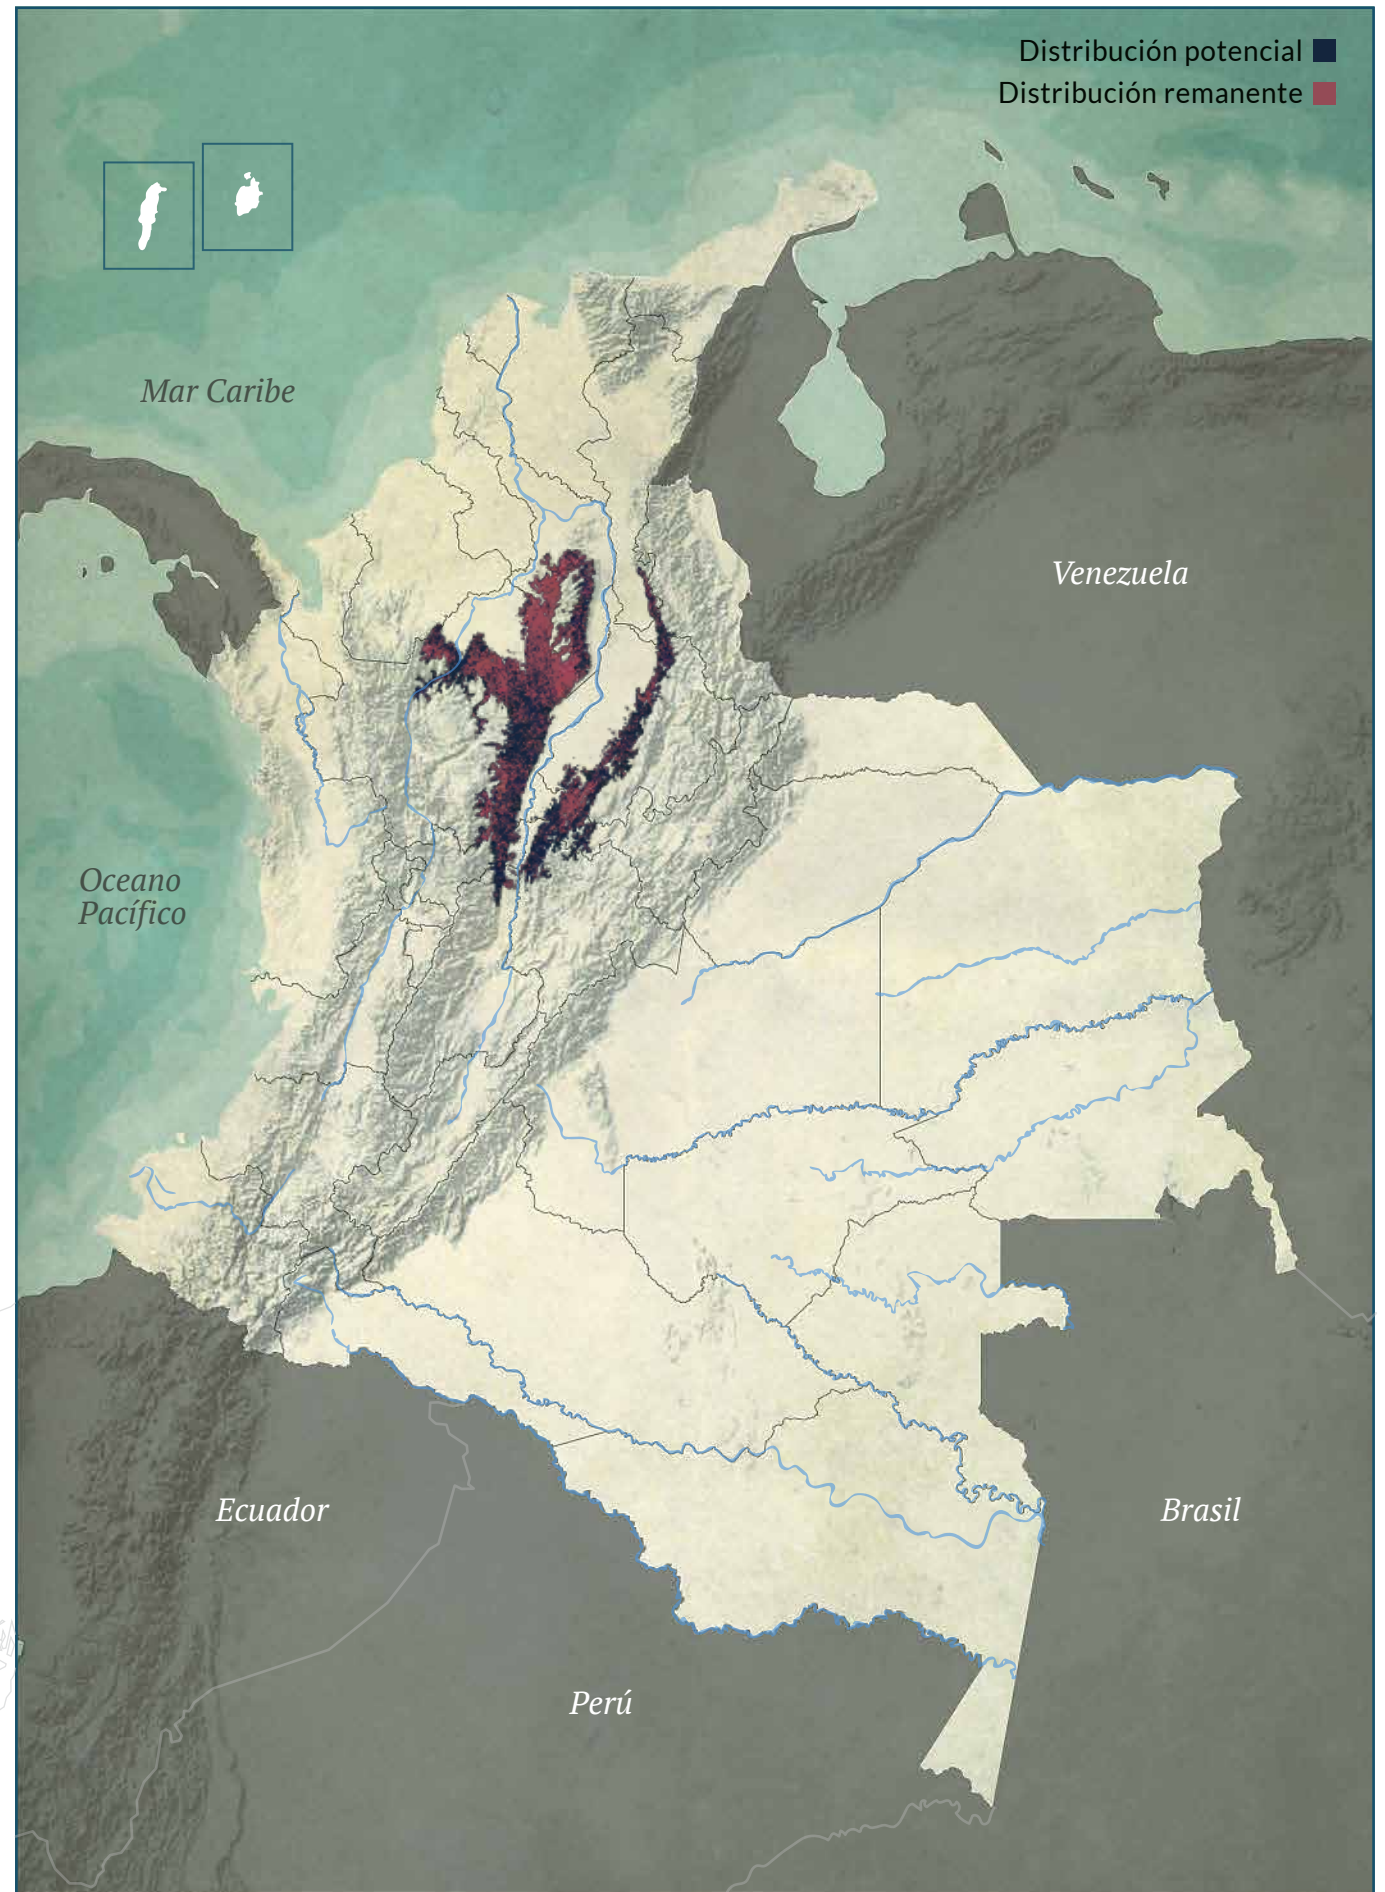 Distribución potencial
Distribución remanente
Mar Caribe
Venezuela
Oceano
Pacífico
Ecuador
Brasil
Perú